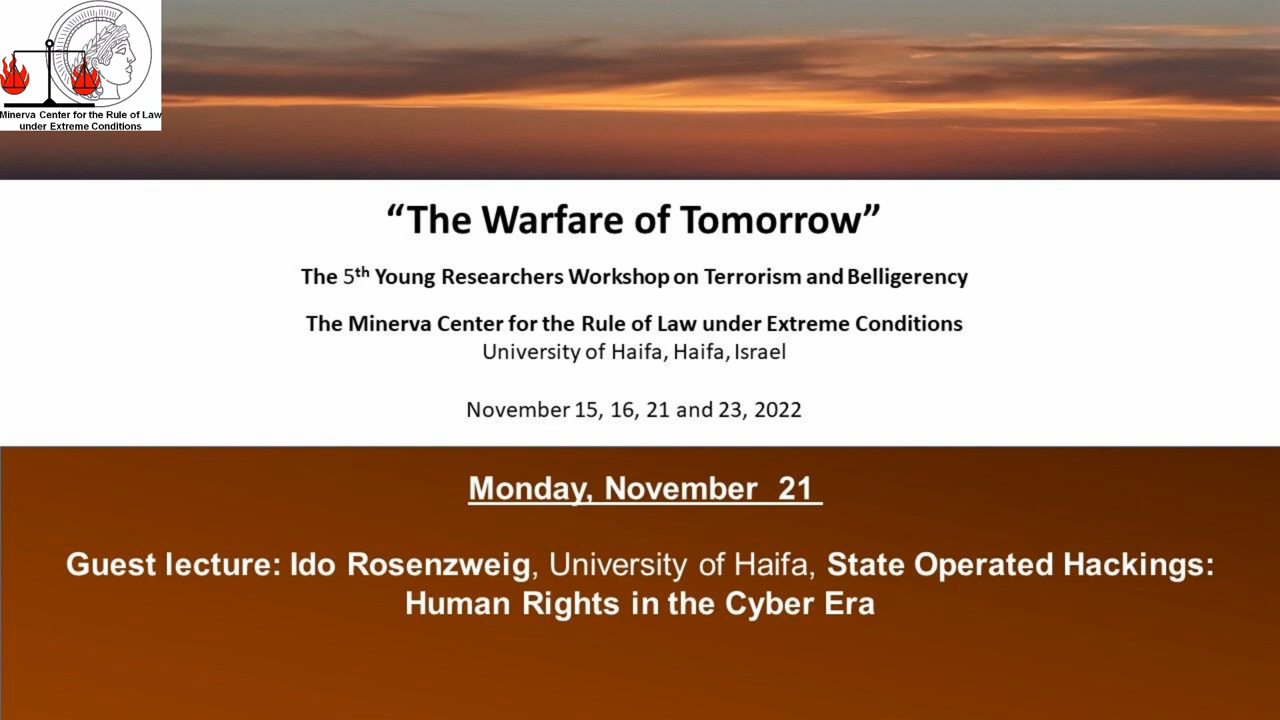 Minerva Center for the Rule of Law
under Extreme Conditions
“The Warfare of Tomorrow”
The 5th Young Researchers Workshop on Terrorism and Belligerency
The Minerva Center for the Rule of Law under Extreme Conditions
University of Haifa, Haifa, Israel
November 15, 16, 21 and 23, 2022
Monday, November 21
Guest lecture: Ido Rosenzweig, University of Haifa, State Operated Hackings:
Human Rights in the Cyber Era